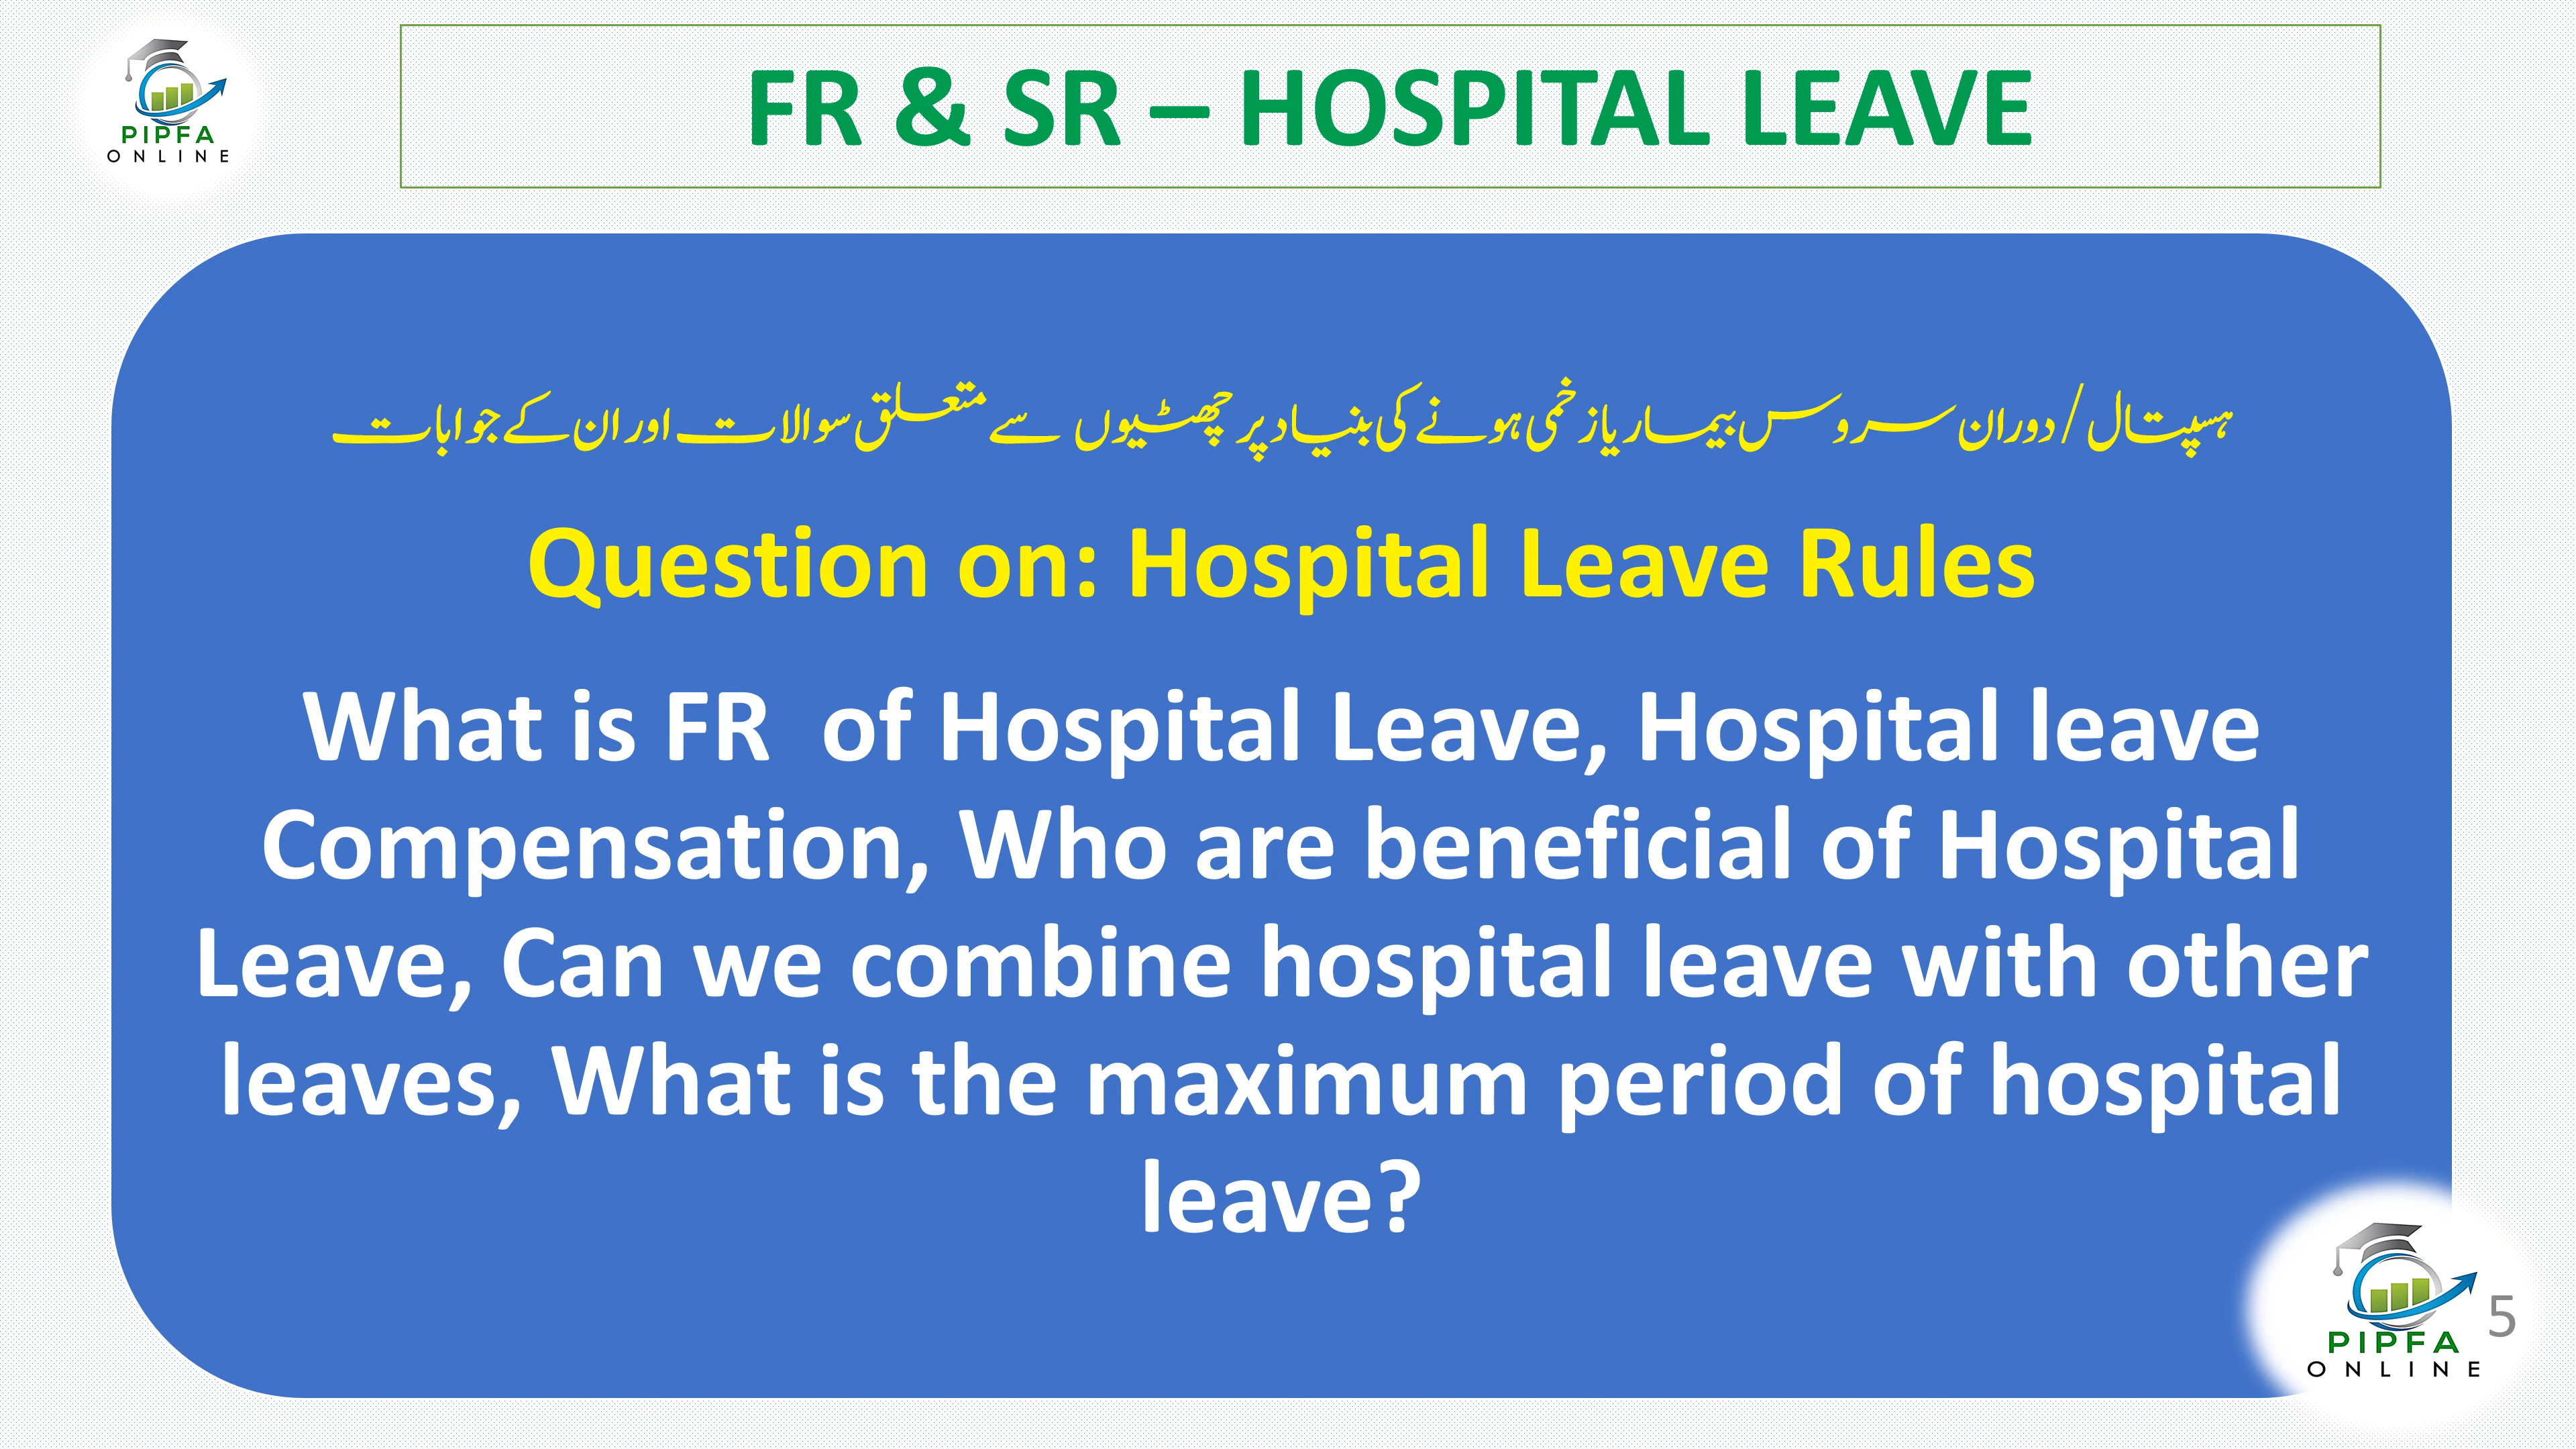 PIPFA
ONLINE
FR & SR – HOSPITAL LEAVE
ہسپتال / دوران سروس بیمار یا زخمی ہونے کی بنیاد پر چھٹیوں سے متعلق سوالات اور ان کے جوابات
Question on: Hospital Leave Rules
What is FR  of Hospital Leave, Hospital leave
Compensation, Who are beneficial of Hospital
Leave, Can we combine hospital leave with other
leaves, What is the maximum period of hospital
leave?
PIPFA
ONLINE
5